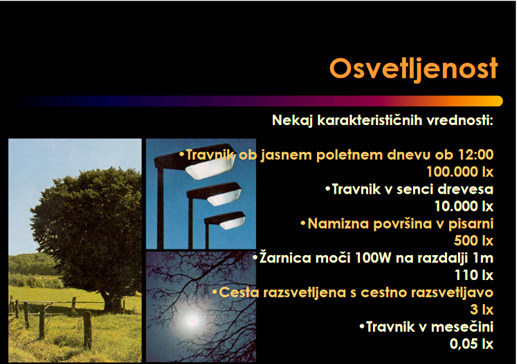 Osvetljenost
Nekaj karakterističnih vrednosti:
•Travnik ob jasnem poletnem dnevu ob 12:00
100.000 lx
•Travnik v senci drevesa
10.000 lx
•Namizna površina v pisarni
500 lx
•Žarnica moči 100W na razdalji 1m
110 lx
•Cesta razsvetljena s cestno razsvetljavo
3 lx
•Travnik v mesečini
0,05 lx